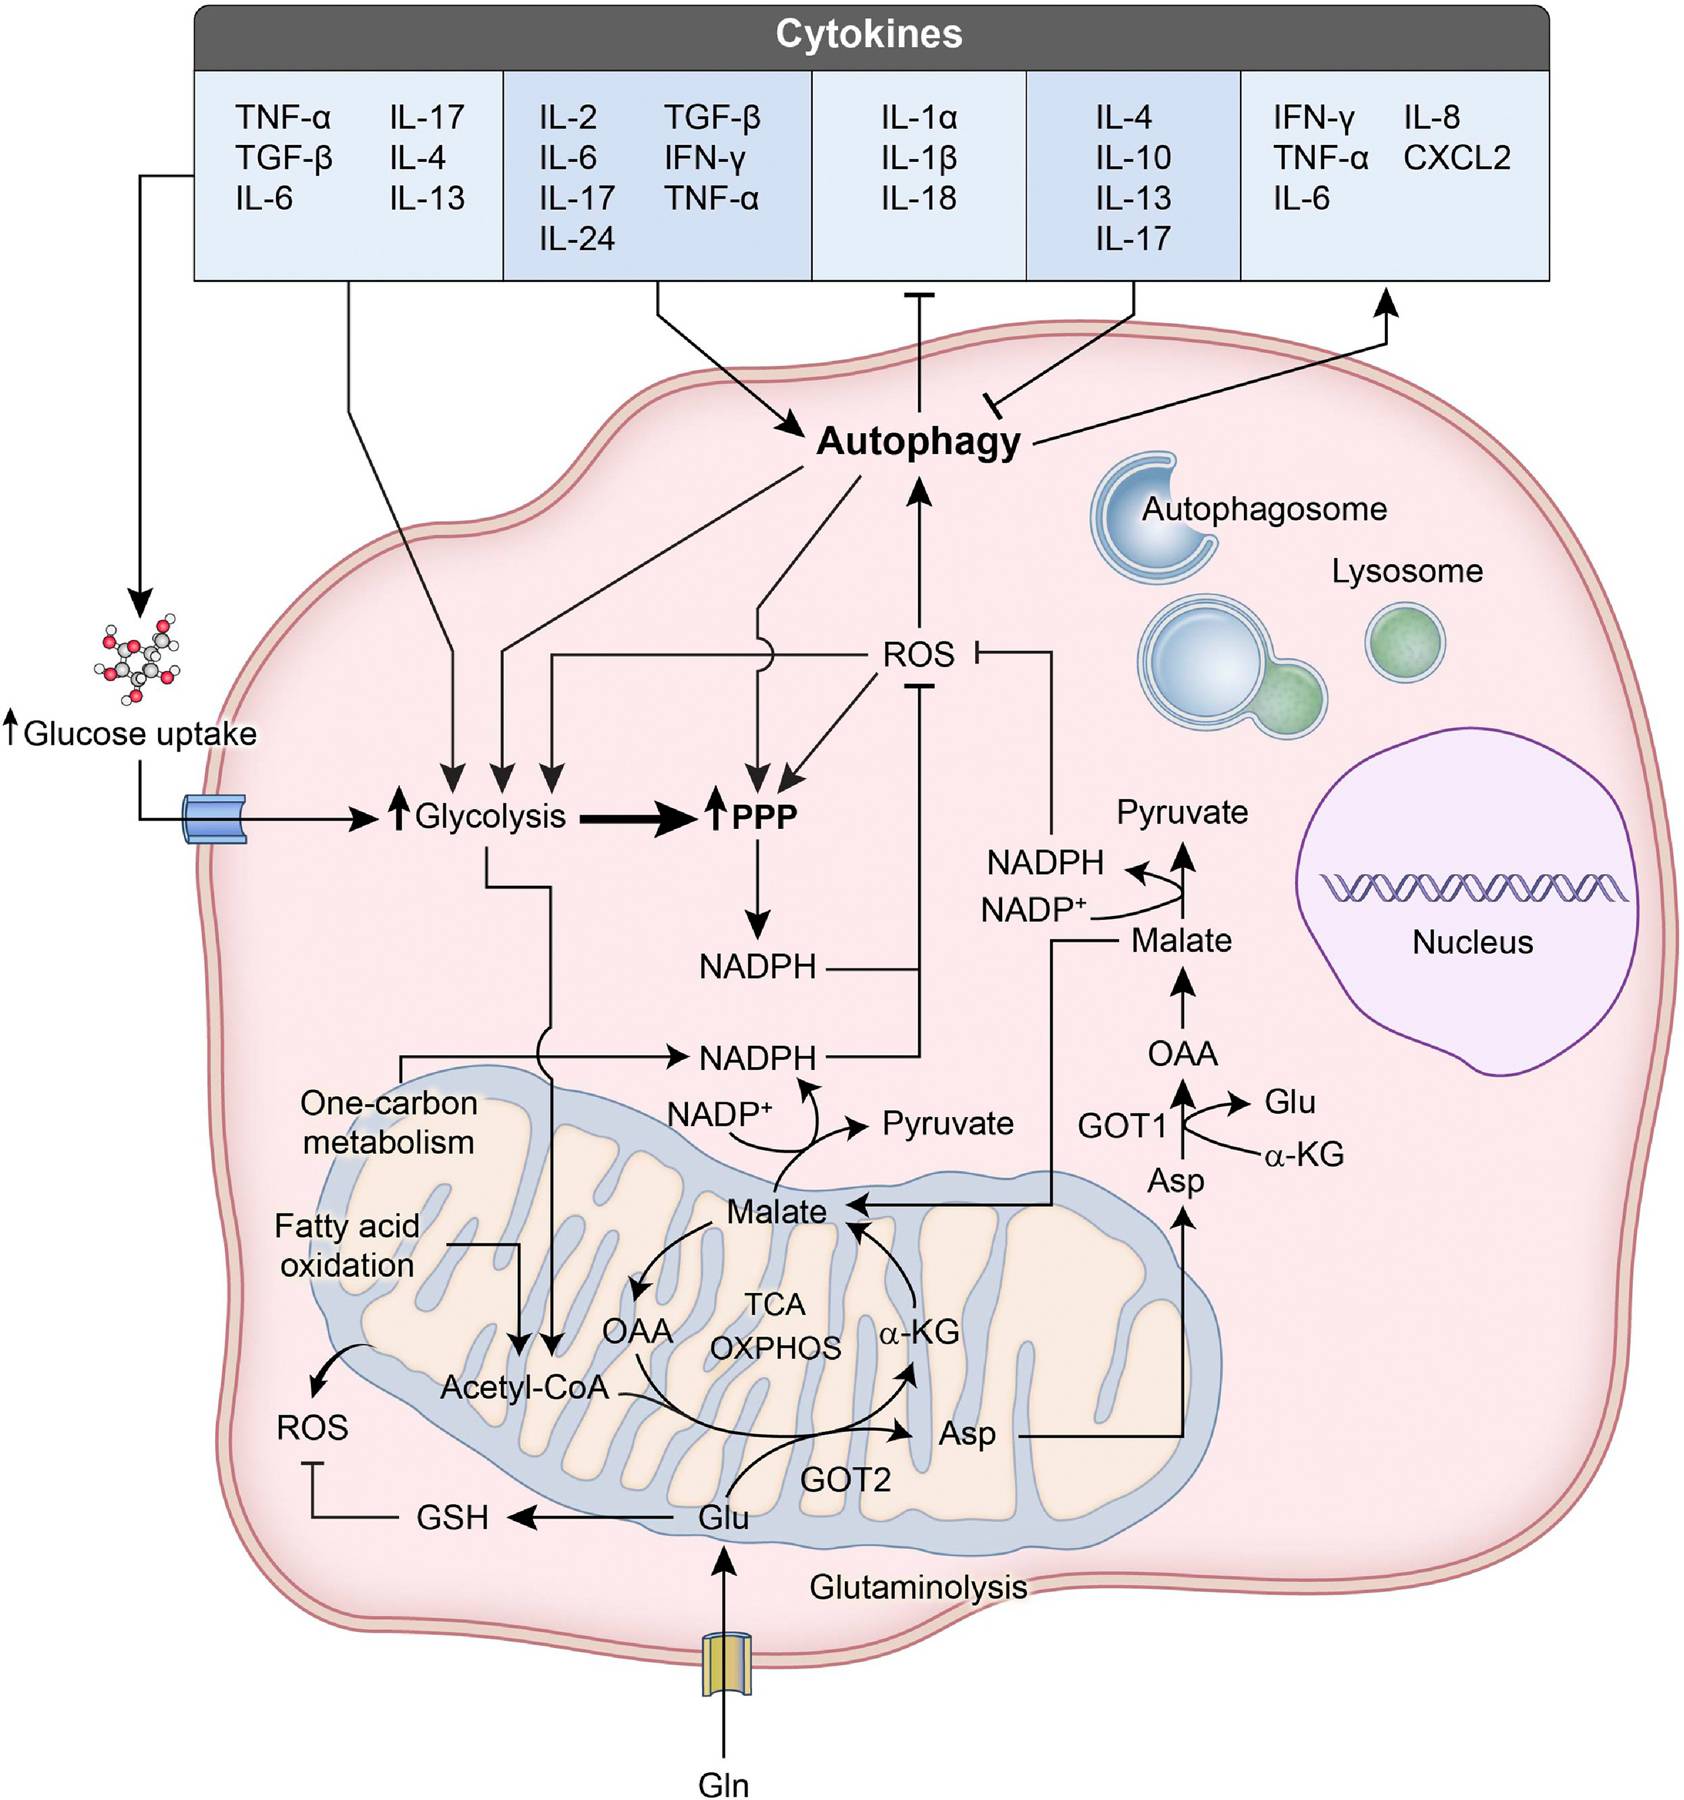 Cytokines
TNF-α IL-17
TGF-β IL-4
IL-6 IL-13
IL-2 TGF-β
IL-6 IFN-γ
IL-17 TNF-α
IL-24
IL-1α
IL-1β
IL-18
IL-4
IL-10
IL-13
IL-17
IFN-γ IL-8
TNF-α CXCL2
IL-6
Autophagy
Autophagosome
Lysosome
ROS
↑Glucose uptake
↑Glycolysis
↑PPP
Pyruvate
NADPH
NADP⁺
Malate
Nucleus
NADPH
OAA
NADPH
One-carbon
metabolism
NADP⁺
Pyruvate
GOT1
Glu
α-KG
Asp
Malate
Fatty acid
oxidation
TCA
OXPHOS
OAA
α-KG
Acetyl-CoA
ROS
Asp
GOT2
GSH
Glu
Glutaminolysis
Gln